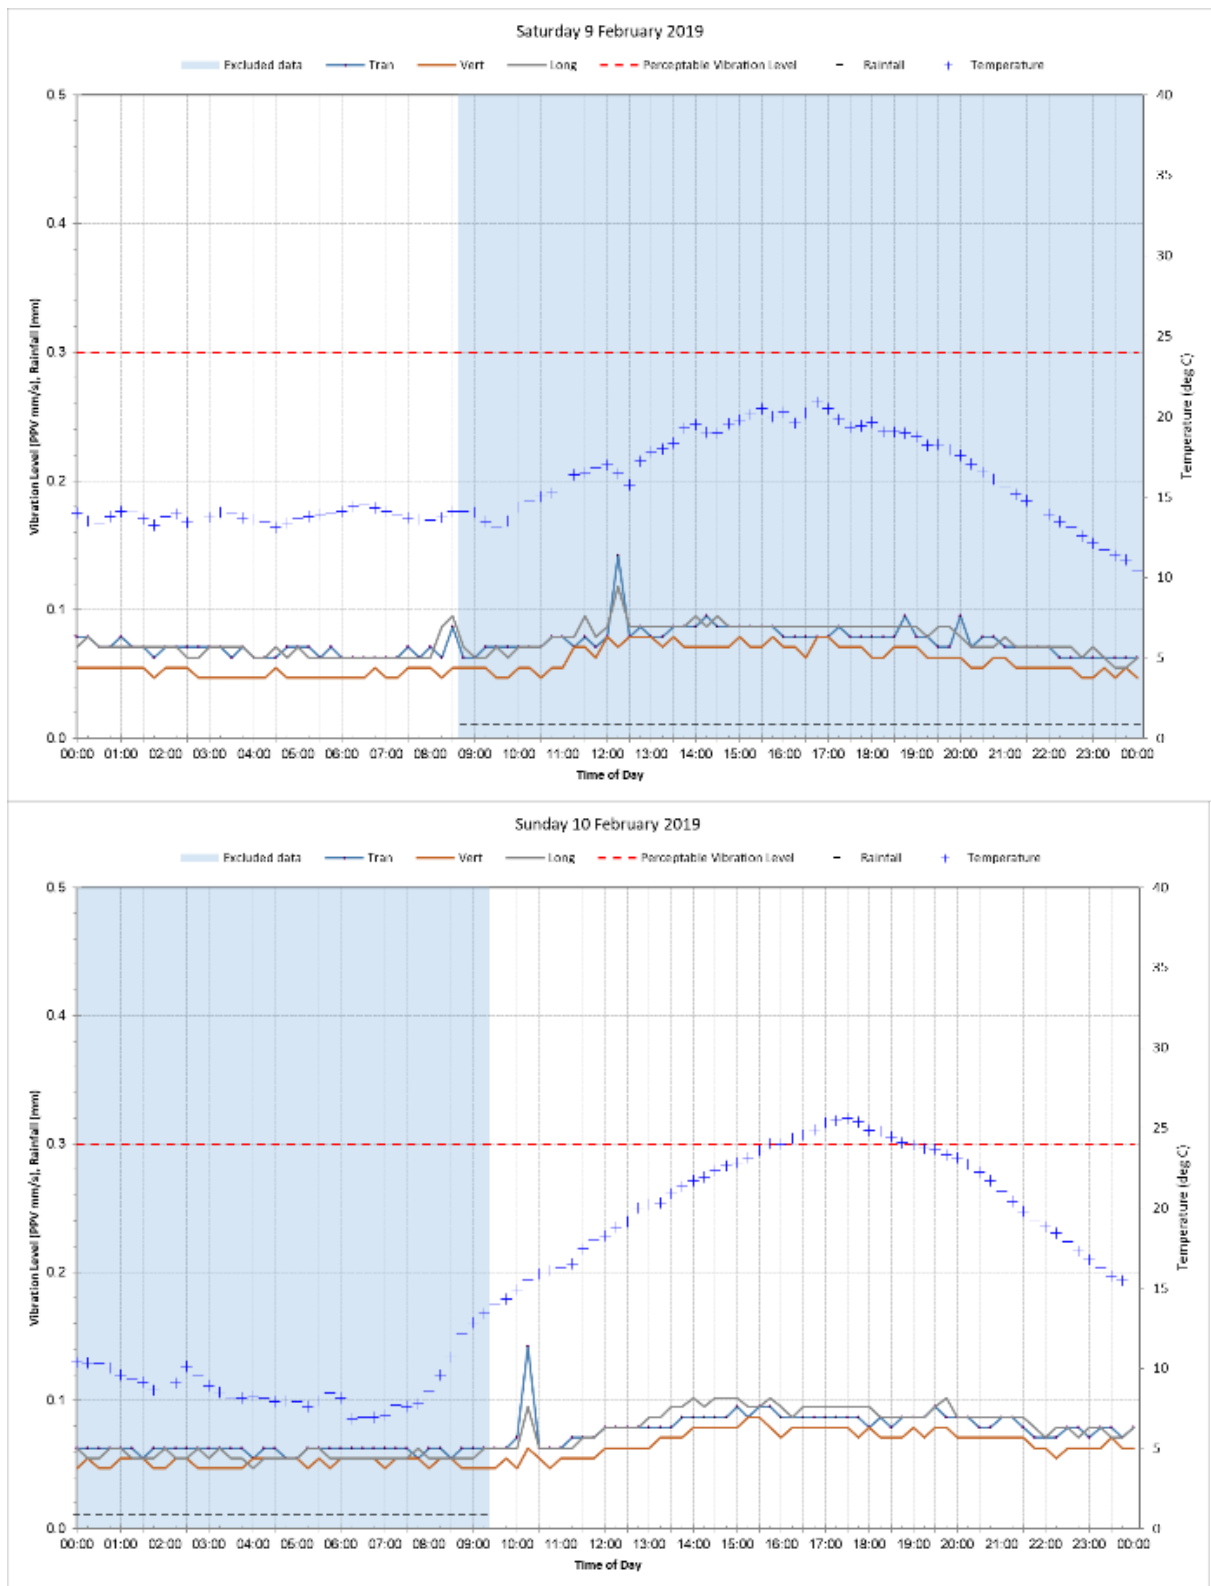 Saturday 9 February 2019
Excluded data Tran Vert Long Perceptable Vibration Level Rainfall Temperature
Vibration Level (PPV mm/s), Rainfall (mm)
0.5
0.4
0.3
0.2
0.1
0.0
40
35
30
25
20
15
10
5
0
Temperature (deg C)
00:00 01:00 02:00 03:00 04:00 05:00 06:00 07:00 08:00 09:00 10:00 11:00 12:00 13:00 14:00 15:00 16:00 17:00 18:00 19:00 20:00 21:00 22:00 23:00 00:00
Time of Day
Sunday 10 February 2019
Excluded data Tran Vert Long Perceptable Vibration Level Rainfall Temperature
Vibration Level (PPV mm/s), Rainfall (mm)
0.5
0.4
0.3
0.2
0.1
0.0
40
35
30
25
20
15
10
5
0
Temperature (deg C)
00:00 01:00 02:00 03:00 04:00 05:00 06:00 07:00 08:00 09:00 10:00 11:00 12:00 13:00 14:00 15:00 16:00 17:00 18:00 19:00 20:00 21:00 22:00 23:00 00:00
Time of Day